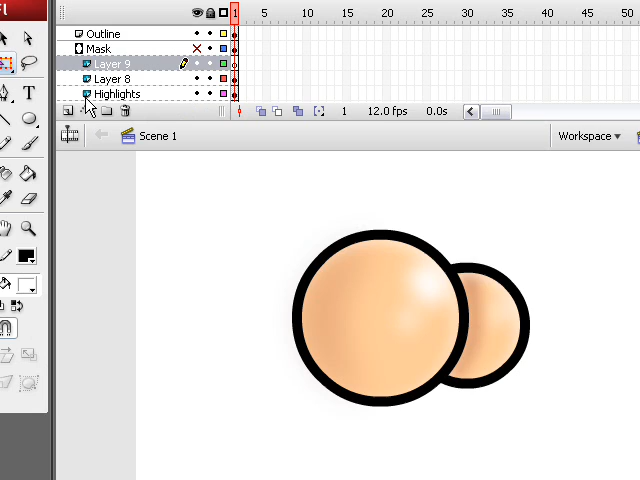 Fl
1 5 10 15 20 25 30 35 40 45 50
Outline
Mask
Layer 9
Layer 8
Highlights
1 12.0 fps 0.0s
Scene 1 Workspace
T